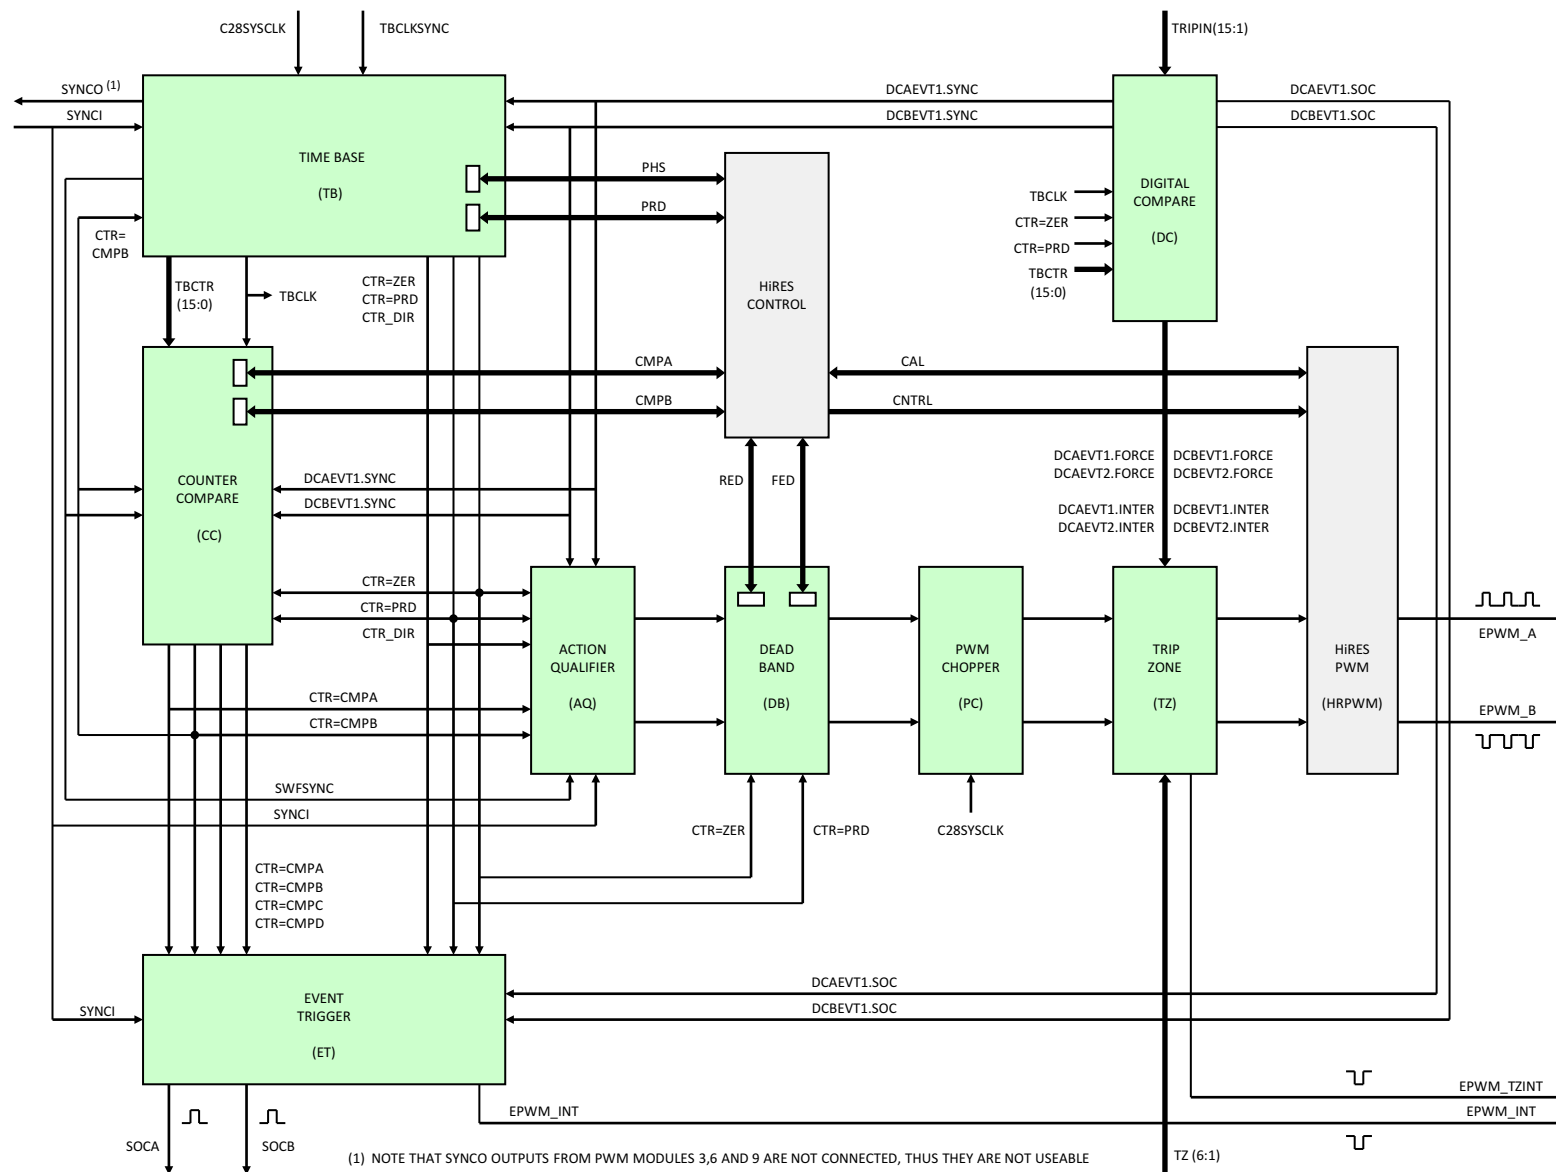 C28SYSCLK
TBCLKSYNC
TRIPIN(15:1)
SYNCO (1)
SYNCI
DCAEVT1.SYNC
DCBEVT1.SYNC
DCAEVT1.SOC
DCBEVT1.SOC
TIME BASE
(TB)
PHS
PRD
CTR=
CMPB
DIGITAL
COMPARE
(DC)
TBCLK
CTR=ZER
CTR=PRD
TBCTR
(15:0)
TBCTR
(15:0)
TBCLK
CTR=ZER
CTR=PRD
CTR_DIR
HiRES
CONTROL
CMPA
CMPB
CAL
CNTRL
COUNTER
COMPARE
(CC)
DCAEVT1.SYNC
DCBEVT1.SYNC
RED
FED
DCAEVT1.FORCE
DCAEVT2.FORCE
DCBEVT1.FORCE
DCBEVT2.FORCE
DCAEVT1.INTER
DCAEVT2.INTER
DCBEVT1.INTER
DCBEVT2.INTER
CTR=ZER
CTR=PRD
CTR_DIR
CTR=CMPA
CTR=CMPB
ACTION
QUALIFIER
(AQ)
DEAD
BAND
(DB)
PWM
CHOPPER
(PC)
TRIP
ZONE
(TZ)
HiRES
PWM
(HRPWM)
EPWM_A
EPWM_B
SWFSYNC
SYNCI
CTR=ZER
CTR=PRD
C28SYSCLK
CTR=CMPA
CTR=CMPB
CTR=CMPC
CTR=CMPD
SYNCI
EVENT
TRIGGER
(ET)
DCAEVT1.SOC
DCBEVT1.SOC
EPWM_TZINT
EPWM_INT
EPWM_INT
SOCA
SOCB
TZ (6:1)
(1) NOTE THAT SYNCO OUTPUTS FROM PWM MODULES 3,6 AND 9 ARE NOT CONNECTED, THUS THEY ARE NOT USEABLE